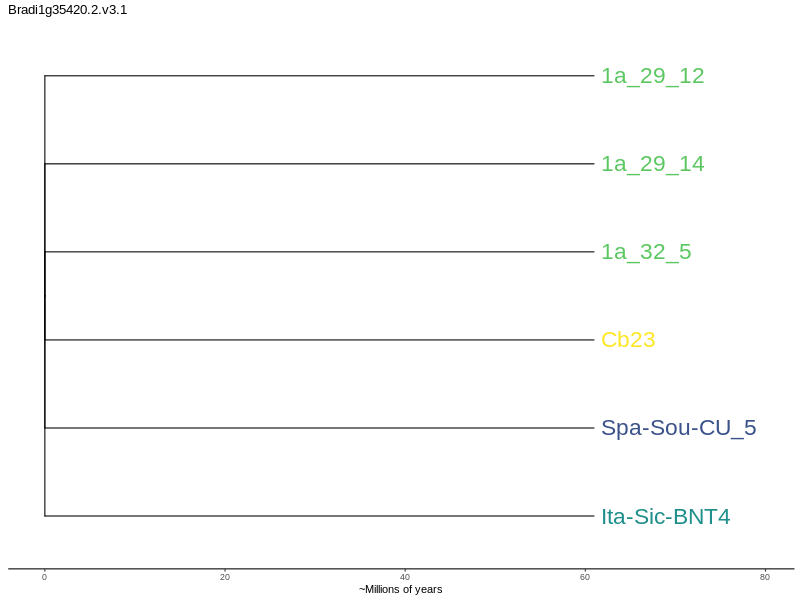 Bradi1g35420.2.v3.1
1a_29_12
1a_29_14
1a_32_5
Cb23
Spa-Sou-CU_5
Ita-Sic-BNT4
0 20 40 60 80
~Millions of years